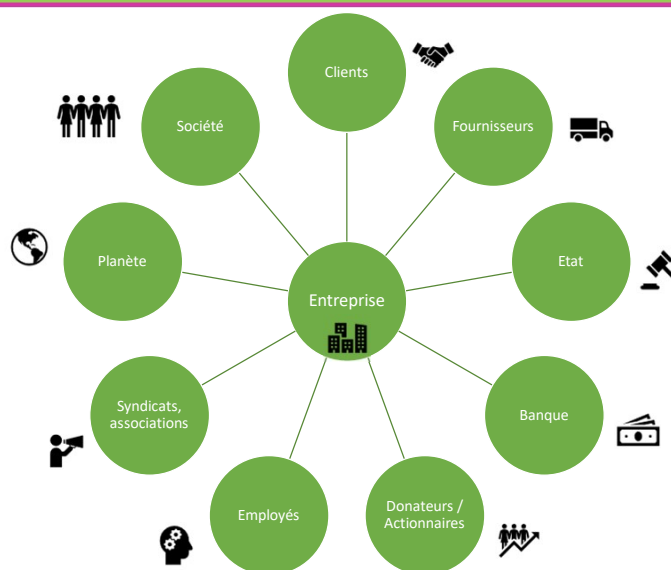 Clients
Société
Fournisseurs
Planète
Etat
Entreprise
Syndicats,
associations
Banque
Employés
Donateurs /
Actionnaires